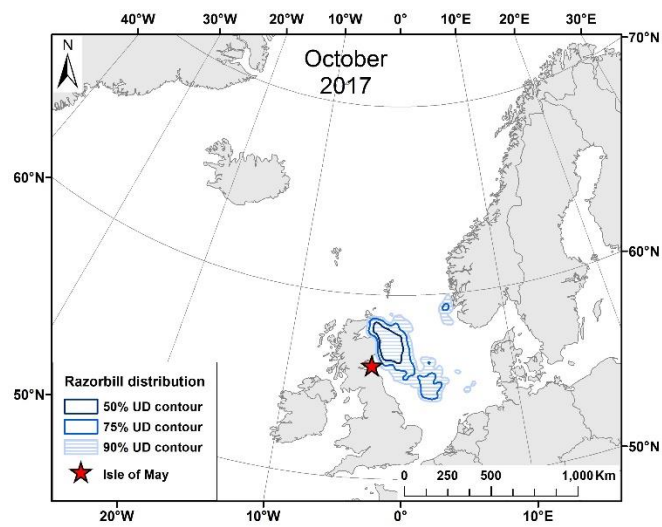 40°W 30°W 20°W 10°W 0° 10°E 20°E 30°E
N
October
2017
70°N
60°N
60°N
Razorbill distribution
50% UD contour
75% UD contour
90% UD contour
Isle of May
50°N
50°N
0 250 500 1,000 Km
20°W 10°W 0° 10°E